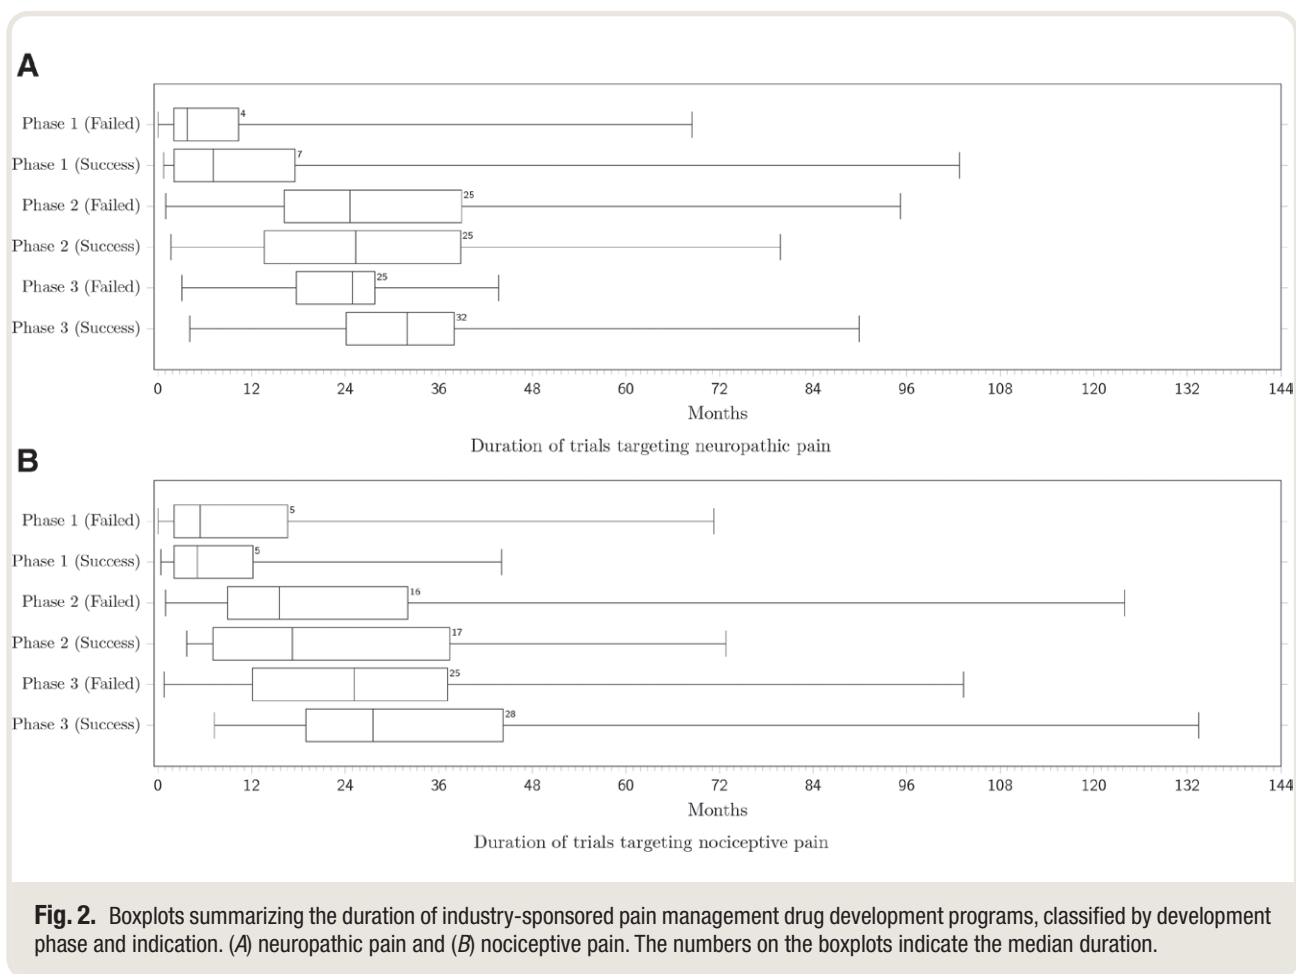 A
Phase 1 (Failed)
4
Phase 1 (Success)
7
Phase 2 (Failed)
25
Phase 2 (Success)
25
Phase 3 (Failed)
25
Phase 3 (Success)
32
0 12 24 36 48 60 72 84 96 108 120 132 144
Months
Duration of trials targeting neuropathic pain
B
Phase 1 (Failed)
5
Phase 1 (Success)
5
Phase 2 (Failed)
16
Phase 2 (Success)
17
Phase 3 (Failed)
25
Phase 3 (Success)
28
0 12 24 36 48 60 72 84 96 108 120 132 144
Months
Duration of trials targeting nociceptive pain
Fig. 2. Boxplots summarizing the duration of industry-sponsored pain management drug development programs, classified by development
phase and indication. (A) neuropathic pain and (B) nociceptive pain. The numbers on the boxplots indicate the median duration.